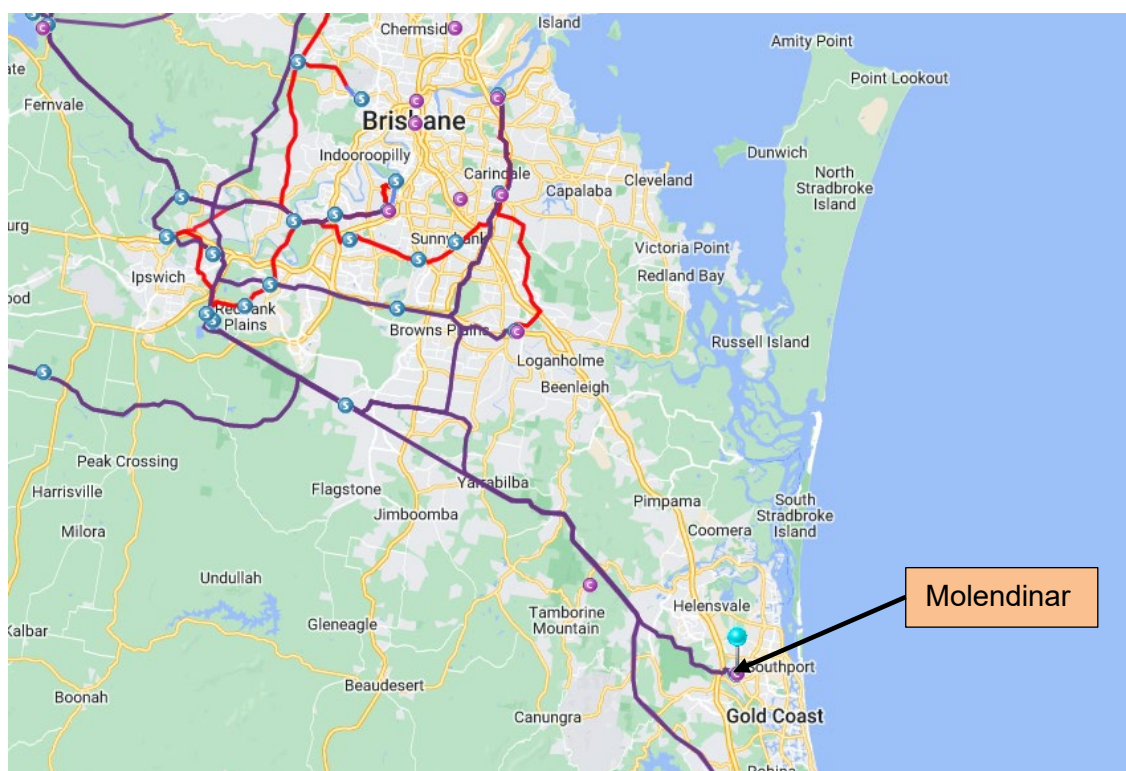 Chermsid
Island
Amity Point
Point Lookout
ate
Fernvale
Brisbane
Dunwich
Indooroopilly
Carindale
Cleveland
North
Stradbroke
Island
Capalaba
urg
Sunnybank
Victoria Point
Ipswich
Redland Bay
ood
Redbank
Plains
Browns Plains
Russell Island
Loganholme
Beenleigh
Peak Crossing
Harrisville
Flagstone
Yarrabilba
Pimpama
South
Stradbroke
Island
Milora
Jimboomba
Coomera
Undullah
Molendinar
Helensvale
Tamborine
Mountain
Kalbar
Gleneagle
Southport
Boonah
Beaudesert
Canungra
Gold Coast
Robina
S
C